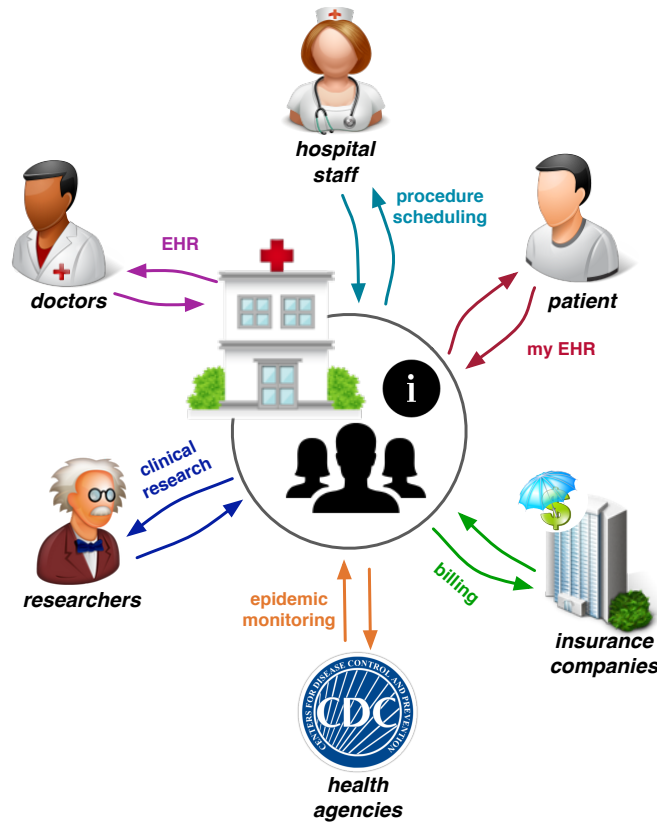 hospital
staff
procedure
scheduling
EHR
doctors
patient
my EHR
i
clinical
research
researchers
billing
insurance
companies
epidemic
monitoring
CENTERS FOR DISEASE CONTROL AND PREVENTION
CDC
health
agencies